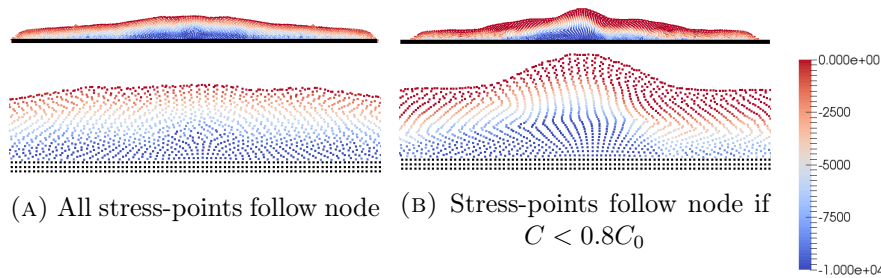 0.000e+00
-2500
-5000
-7500
-1.000e+04
(A) All stress-points follow node
(B) Stress-points follow node if
C < 0.8C₀